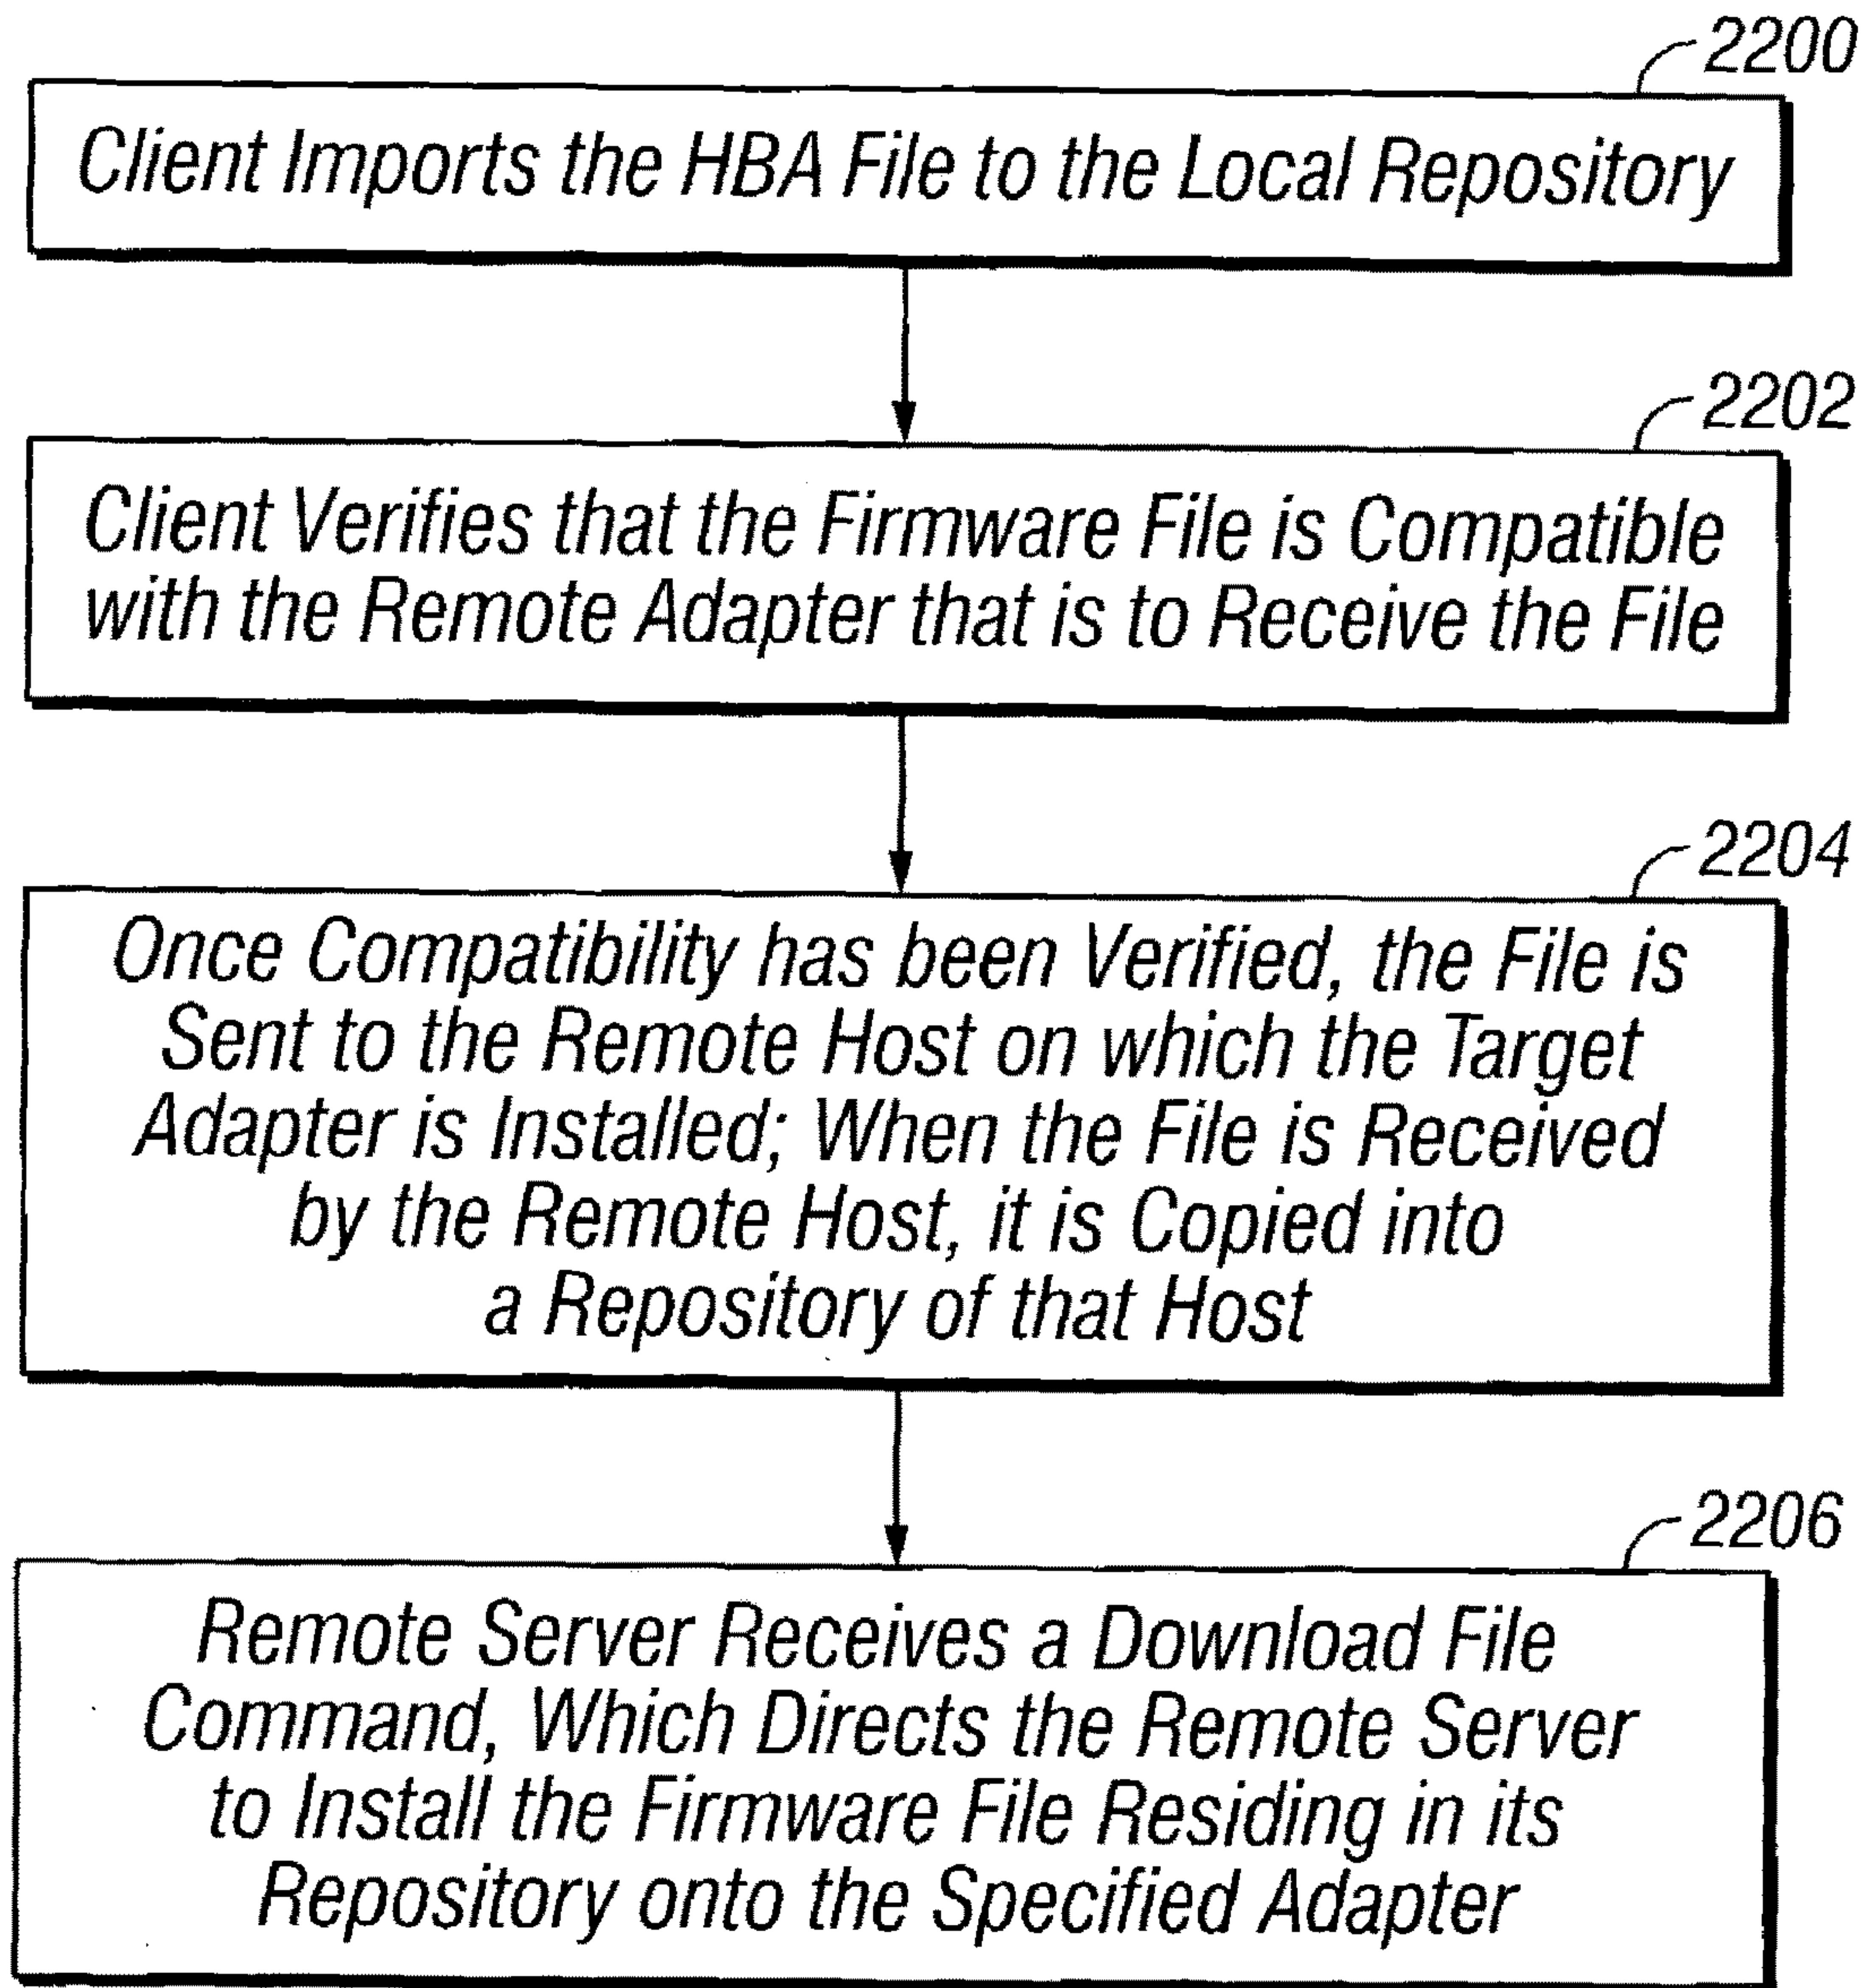 2200
Client Imports the HBA File to the Local Repository
2202
Client Verifies that the Firmware File is Compatible
with the Remote Adapter that is to Receive the File
2204
Once Compatibility has been Verified, the File is
Sent to the Remote Host on which the Target
Adapter is Installed; When the File is Received
by the Remote Host, it is Copied into
a Repository of that Host
2206
Remote Server Receives a Download File
Command, Which Directs the Remote Server
to Install the Firmware File Residing in its
Repository onto the Specified Adapter